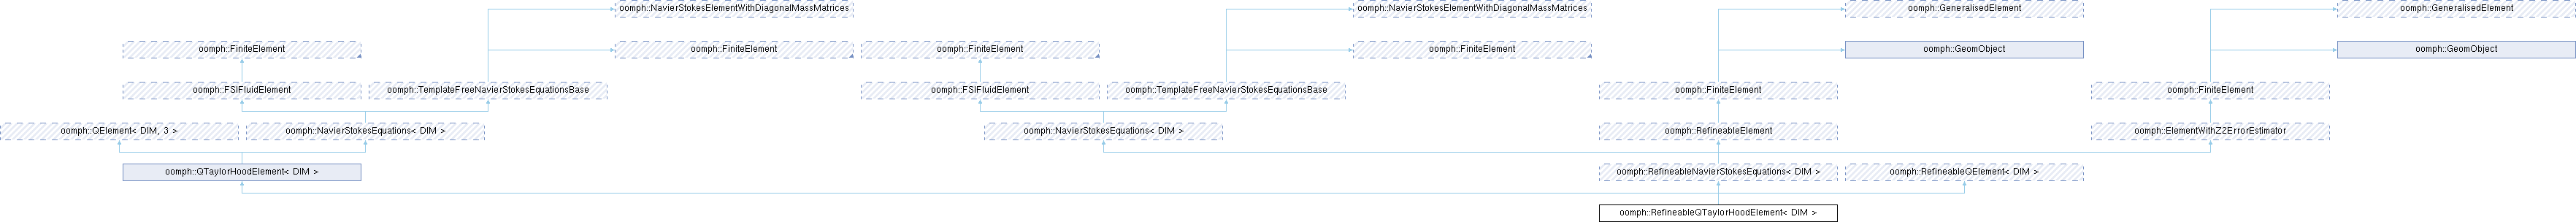 oomph::NavierStokesElementWithDiagonalMassMatrices oomph::NavierStokesElementWithDiagonalMassMatrices oomph::GeneralisedElement oomph::GeneralisedElement
oomph::FiniteElement oomph::FiniteElement oomph::FiniteElement oomph::FiniteElement oomph::GeomObject oomph::GeomObject
oomph::FSIFluidElement oomph::TemplateFreeNavierStokesEquationsBase oomph::FSIFluidElement oomph::TemplateFreeNavierStokesEquationsBase oomph::FiniteElement oomph::FiniteElement
oomph::QElement< DIM, 3 > oomph::NavierStokesEquations< DIM > oomph::NavierStokesEquations< DIM > oomph::RefineableElement oomph::ElementWithZ2ErrorEstimator
oomph::QTaylorHoodElement< DIM > oomph::RefineableNavierStokesEquations< DIM > oomph::RefineableQElement< DIM >
oomph::RefineableQTaylorHoodElement< DIM >